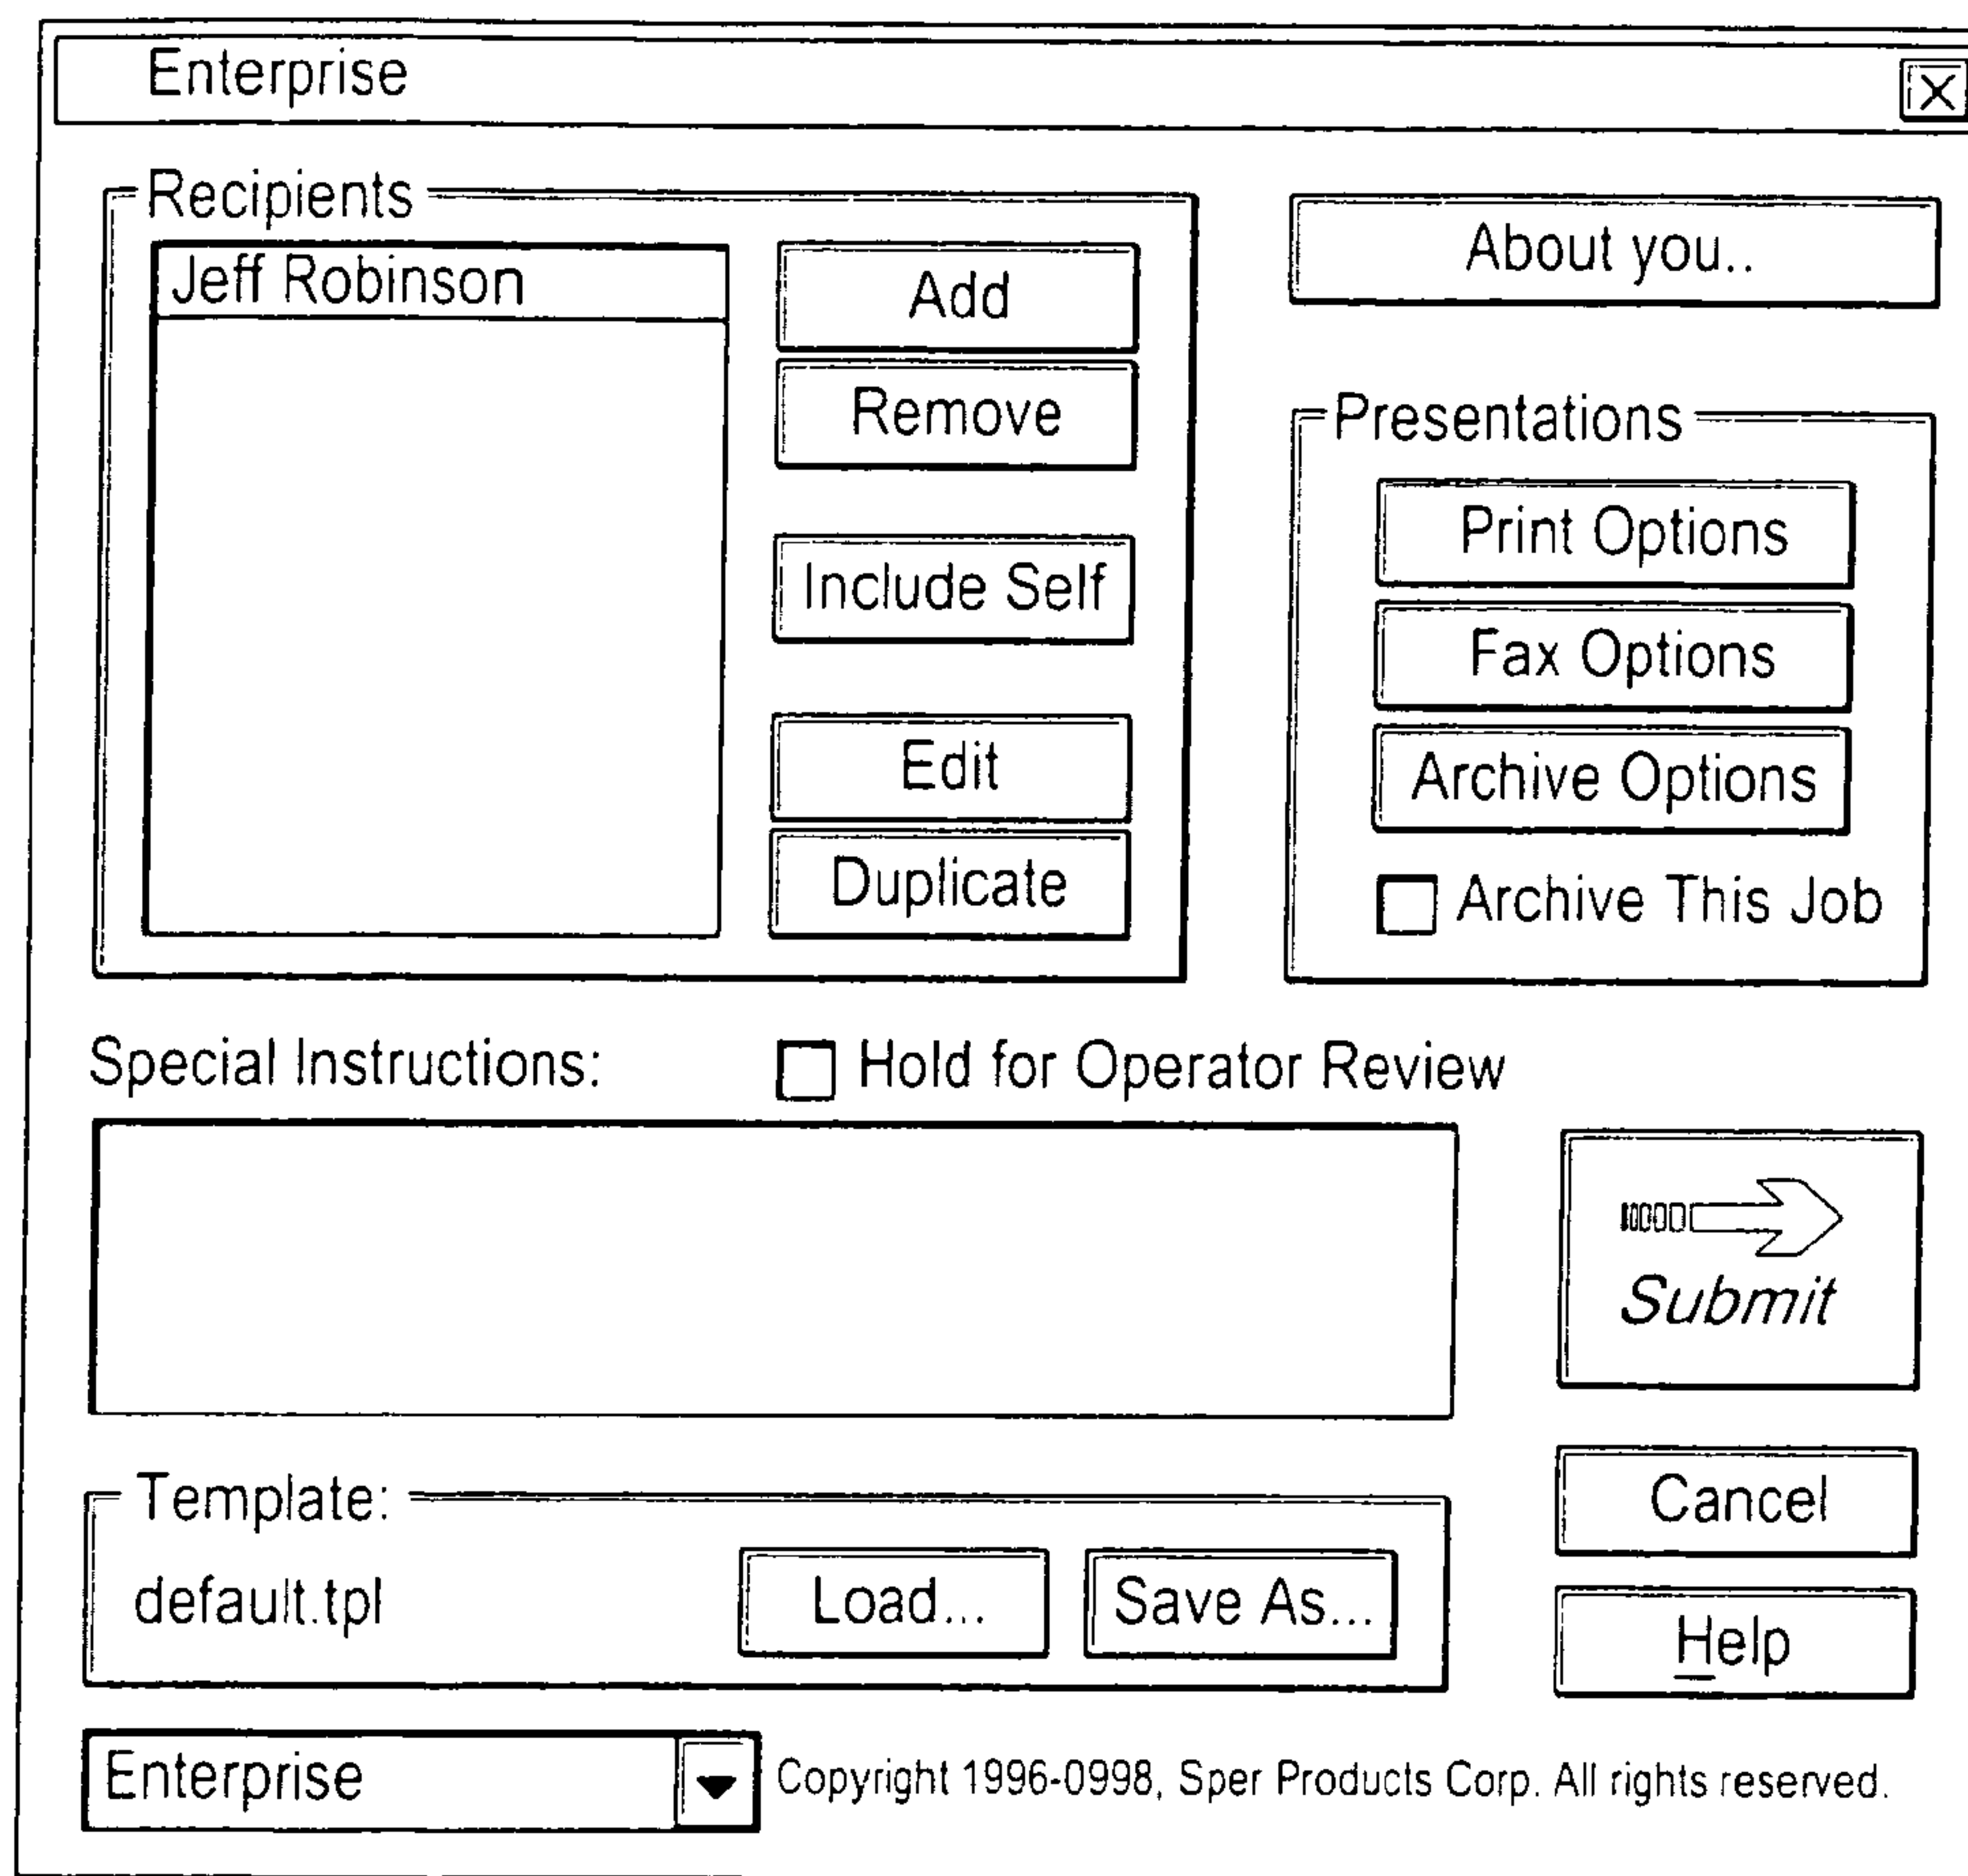 Enterprise
Recipients
Jeff Robinson
Add
Remove
Include Self
Edit
Duplicate
About you..
Presentations
Print Options
Fax Options
Archive Options
Archive This Job
Special Instructions:
Hold for Operator Review
Submit
Template:
default.tpl
Load...
Save As...
Cancel
Help
Enterprise
Copyright 1996-0998, Sper Products Corp. All rights reserved.